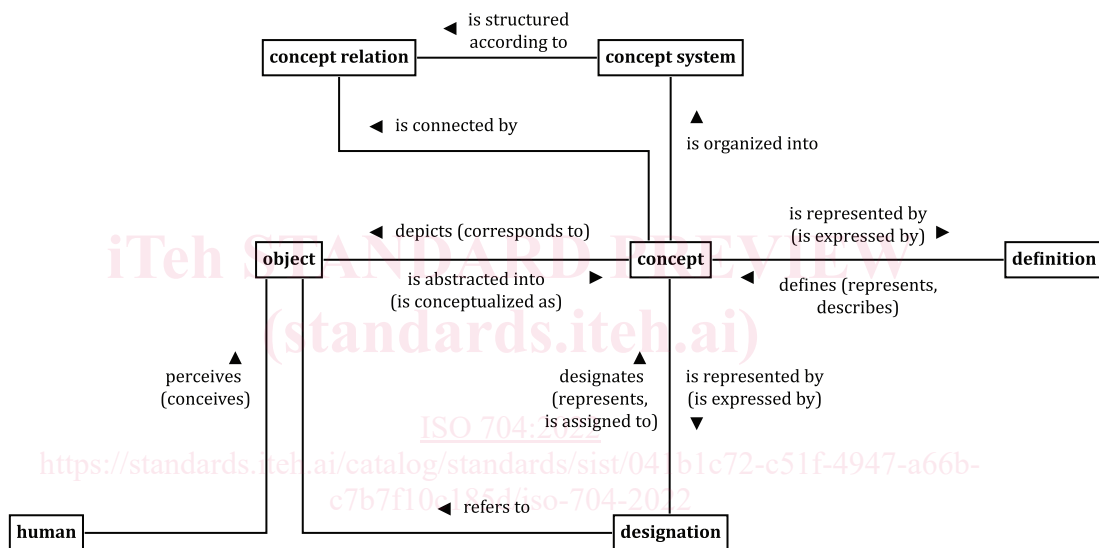 is structured
according to
concept relation
concept system
is connected by
is organized into
is represented by
(is expressed by)
depicts (corresponds to)
iTeh STANDARD PREVIEW
object
concept
definition
is abstracted into
(is conceptualized as)
defines (represents,
describes)
(standards.iteh.ai)
perceives
(conceives)
designates
(represents,
is assigned to)
is represented by
(is expressed by)
ISO 704:2022
https://standards.iteh.ai/catalog/standards/sist/041b1c72-c51f-4947-a66b-
c7b7f10c185d/iso-704-2022
refers to
human
designation